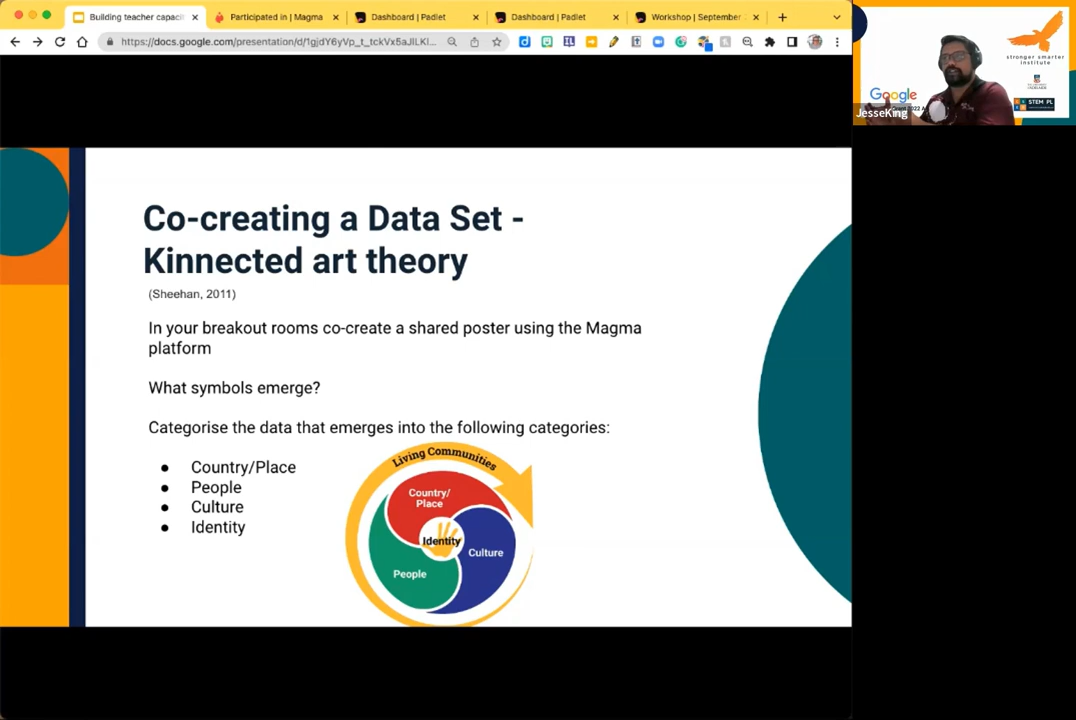 Building teacher capaci
Participated in | Magma
Dashboard | Padlet
Dashboard | Padlet
Workshop | September
https://docs.google.com/presentation/d/1gjdY6yVp_t_tckVx5aJILKI...
stronger smarter
institute
Google
STEM PL
JesseKing
Co-creating a Data Set -
Kinnected art theory
(Sheehan, 2011)
In your breakout rooms co-create a shared poster using the Magma
platform
What symbols emerge?
Categorise the data that emerges into the following categories:
● Country/Place
● People
● Culture
● Identity
Living Communities
Country/
Place
Identity
Culture
People